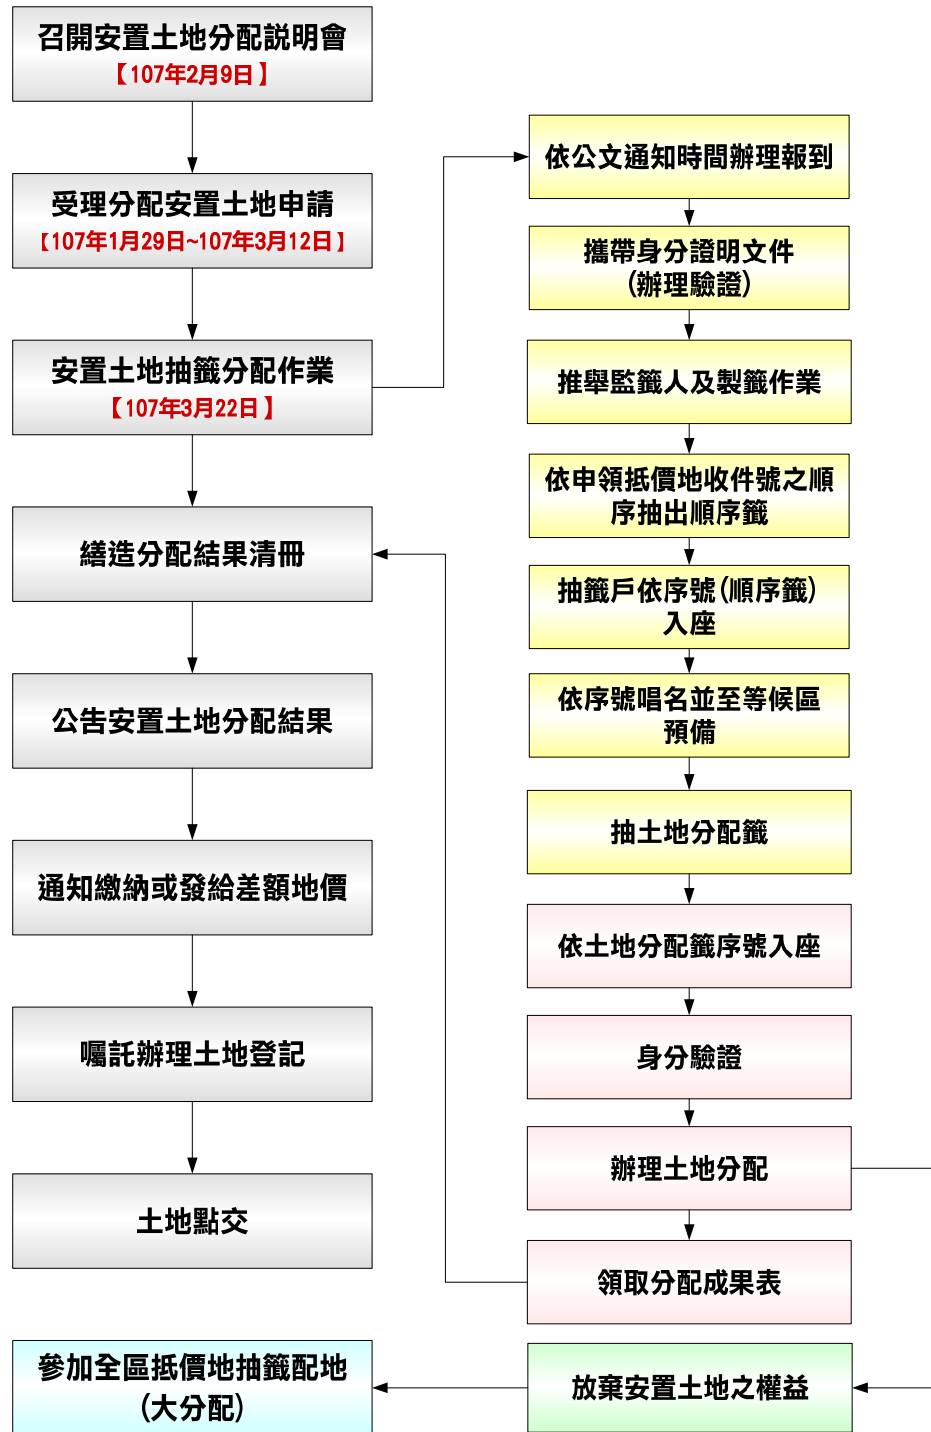 召開安置土地分配説明會
【107年2月9日】
受理分配安置土地申請
【107年1月29日~107年3月12日】
安置土地抽籤分配作業
【107年3月22日】
繕造分配結果清冊
公告安置土地分配結果
通知繳納或發給差額地價
囑託辦理土地登記
土地點交
參加全區抵價地抽籤配地
(大分配)
依公文通知時間辦理報到
攜帶身分證明文件
(辦理驗證)
推舉監籤人及製籤作業
依申領抵價地收件號之順
序抽出順序籤
抽籤戶依序號(順序籤)
入座
依序號唱名並至等候區
預備
抽土地分配籤
依土地分配籤序號入座
身分驗證
辦理土地分配
領取分配成果表
放棄安置土地之權益